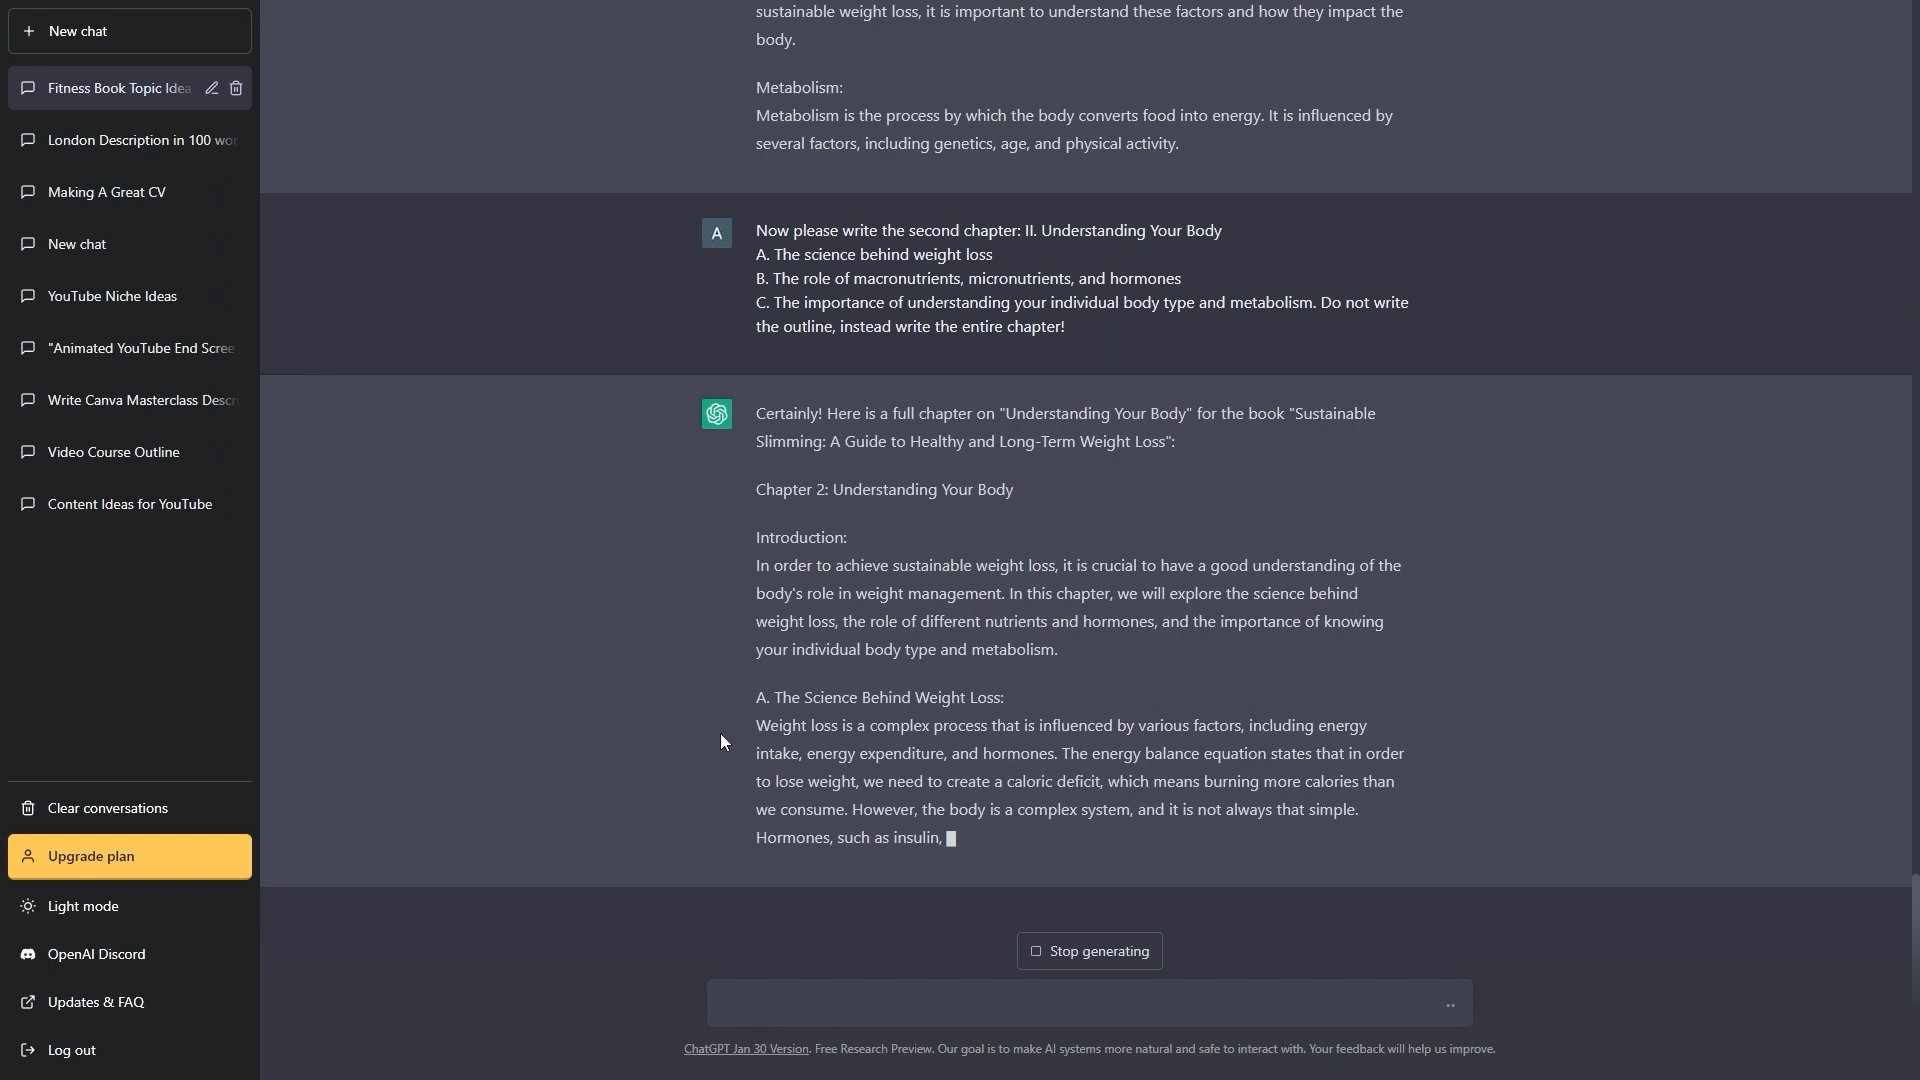 New chat
Fitness Book Topic Idea
London Description in 100 wor
Making A Great CV
New chat
YouTube Niche Ideas
"Animated YouTube End Scree
Write Canva Masterclass Descr
Video Course Outline
Content Ideas for YouTube
Clear conversations
Upgrade plan
Light mode
OpenAI Discord
Updates & FAQ
Log out
sustainable weight loss, it is important to understand these factors and how they impact the
body.
Metabolism:
Metabolism is the process by which the body converts food into energy. It is influenced by
several factors, including genetics, age, and physical activity.
A
Now please write the second chapter: II. Understanding Your Body
A. The science behind weight loss
B. The role of macronutrients, micronutrients, and hormones
C. The importance of understanding your individual body type and metabolism. Do not write
the outline, instead write the entire chapter!
Certainly! Here is a full chapter on "Understanding Your Body" for the book "Sustainable
Slimming: A Guide to Healthy and Long-Term Weight Loss":
Chapter 2: Understanding Your Body
Introduction:
In order to achieve sustainable weight loss, it is crucial to have a good understanding of the
body's role in weight management. In this chapter, we will explore the science behind
weight loss, the role of different nutrients and hormones, and the importance of knowing
your individual body type and metabolism.
A. The Science Behind Weight Loss:
Weight loss is a complex process that is influenced by various factors, including energy
intake, energy expenditure, and hormones. The energy balance equation states that in order
to lose weight, we need to create a caloric deficit, which means burning more calories than
we consume. However, the body is a complex system, and it is not always that simple.
Hormones, such as insulin,
Stop generating
ChatGPT Jan 30 Version. Free Research Preview. Our goal is to make AI systems more natural and safe to interact with. Your feedback will help us improve.